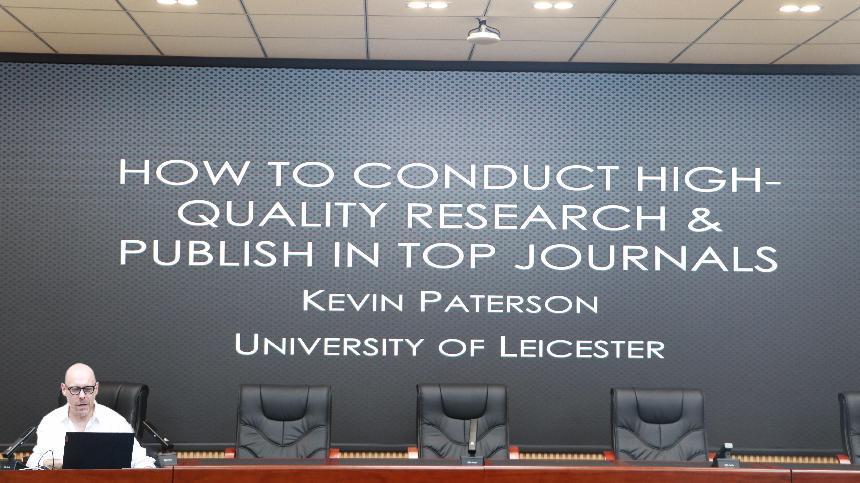 HOW TO CONDUCT HIGH-
QUALITY RESEARCH &
PUBLISH IN TOP JOURNALS
KEVIN PATERSON
UNIVERSITY OF LEICESTER